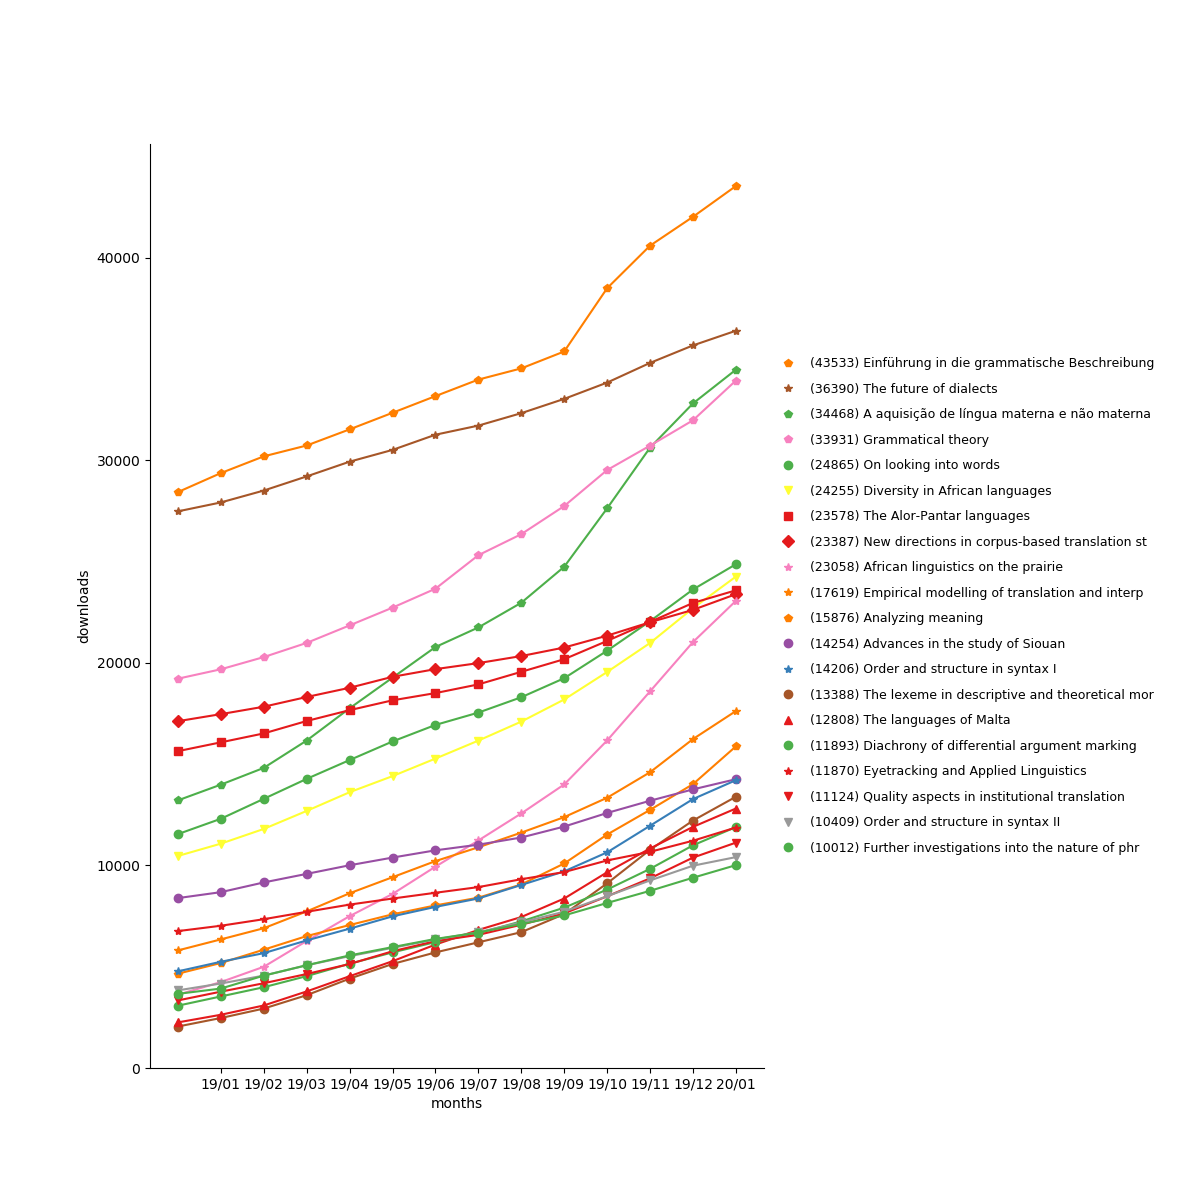 40000
30000
20000
10000
0
downloads
19/01 19/02 19/03 19/04 19/05 19/06 19/07 19/08 19/09 19/10 19/11 19/12 20/01
months
(43533) Einführung in die grammatische Beschreibung
(36390) The future of dialects
(34468) A aquisição de língua materna e não materna
(33931) Grammatical theory
(24865) On looking into words
(24255) Diversity in African languages
(23578) The Alor-Pantar languages
(23387) New directions in corpus-based translation st
(23058) African linguistics on the prairie
(17619) Empirical modelling of translation and interp
(15876) Analyzing meaning
(14254) Advances in the study of Siouan
(14206) Order and structure in syntax I
(13388) The lexeme in descriptive and theoretical mor
(12808) The languages of Malta
(11893) Diachrony of differential argument marking
(11870) Eyetracking and Applied Linguistics
(11124) Quality aspects in institutional translation
(10409) Order and structure in syntax II
(10012) Further investigations into the nature of phr